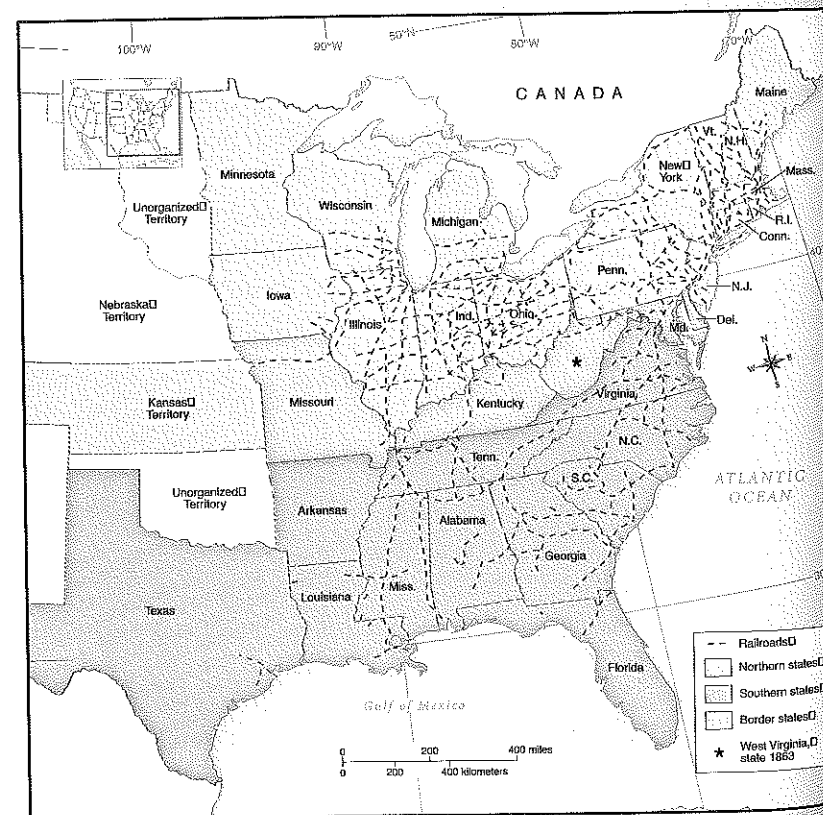 100°W
90°W
50°N
80°W
70°W
CANADA
Maine
Vt.
N.H.
New
York
Mass.
Minnesota
Unorganized
Territory
Wisconsin
Michigan
R.I.
Conn.
40
Penn.
N.J.
Iowa
Nebraska
Territory
Illinois
Ind.
Ohio
Md.
Del.
N
W
E
S
*
Kansas
Territory
Missouri
Kentucky
Virginia
N.C.
Tenn.
S.C.
ATLANTIC
OCEAN
Unorganized
Territory
Arkansas
Alabama
Georgia
Texas
Louisiana
Miss.
Florida
Gulf of Mexico
0 200 400 miles
0 200 400 kilometers
Railroads
Northern states
Southern states
Border states
* West Virginia,
state 1863